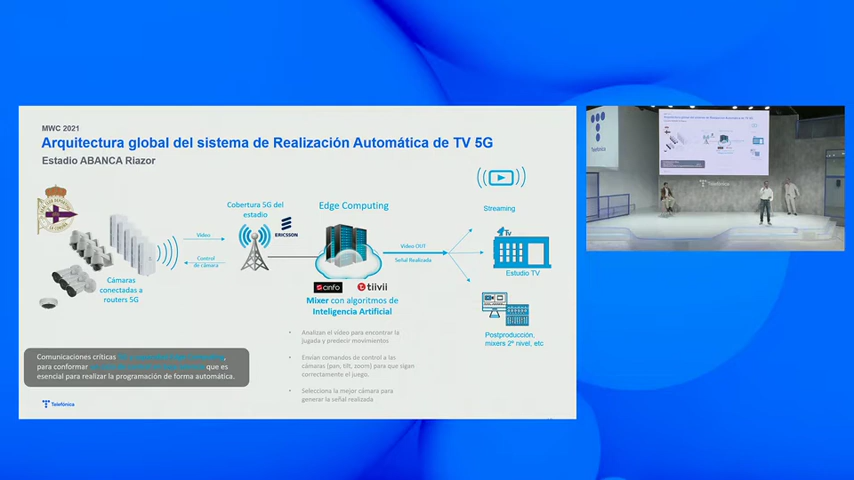 MWC 2021
Arquitectura global del sistema de Realización Automática de TV 5G
Estadio ABANCA Riazor
Cámaras
conectadas a
routers 5G
Vídeo
Control
de cámara
Cobertura 5G del
estadio
ERICSSON
Edge Computing
cinfo
tiivii
Mixer con algoritmos de
Inteligencia Artificial
• Analizan el vídeo para encontrar la
jugada y predecir movimientos
• Envían comandos de control a las
cámaras (pan, tilt, zoom) para que sigan
correctamente el juego.
• Selecciona la mejor cámara para
generar la señal realizada
Vídeo OUT
Señal Realizada
Streaming
Tv
Estudio TV
Postproducción,
mixers 2º nivel, etc
Comunicaciones críticas
para conformar que es
esencial para realizar la programación de forma automática.
Telefónica
Telefónica
Telefónica